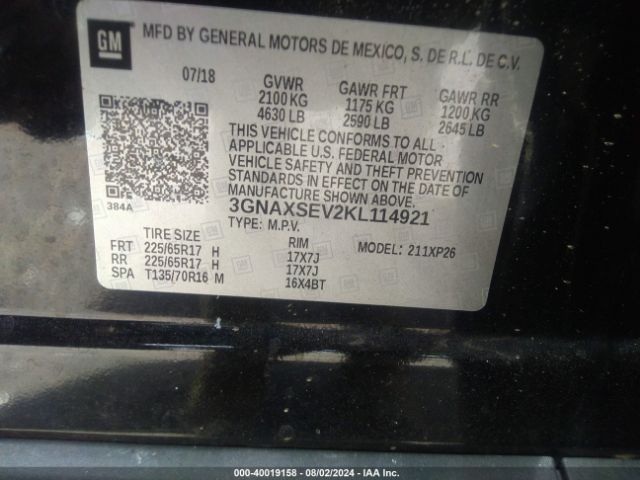 GM
MFD BY GENERAL MOTORS DE MEXICO, S. DE R.L. DE C.V.
07/18 GVWR GAWR FRT GAWR RR
2100 KG 1175 KG 1200 KG
4630 LB 2590 LB 2645 LB
THIS VEHICLE CONFORMS TO ALL
APPLICABLE U.S. FEDERAL MOTOR
VEHICLE SAFETY AND THEFT PREVENTION
STANDARDS IN EFFECT ON THE DATE OF
MANUFACTURE SHOWN ABOVE.
384A 3GNAXSEV2KL114921
TYPE: M.P.V.
TIRE SIZE RIM MODEL: 211XP26
FRT 225/65R17 H 17X7J
RR 225/65R17 H 17X7J
SPA T135/70R16 M 16X4BT
000-40019158 - 08/02/2024 - IAA Inc.